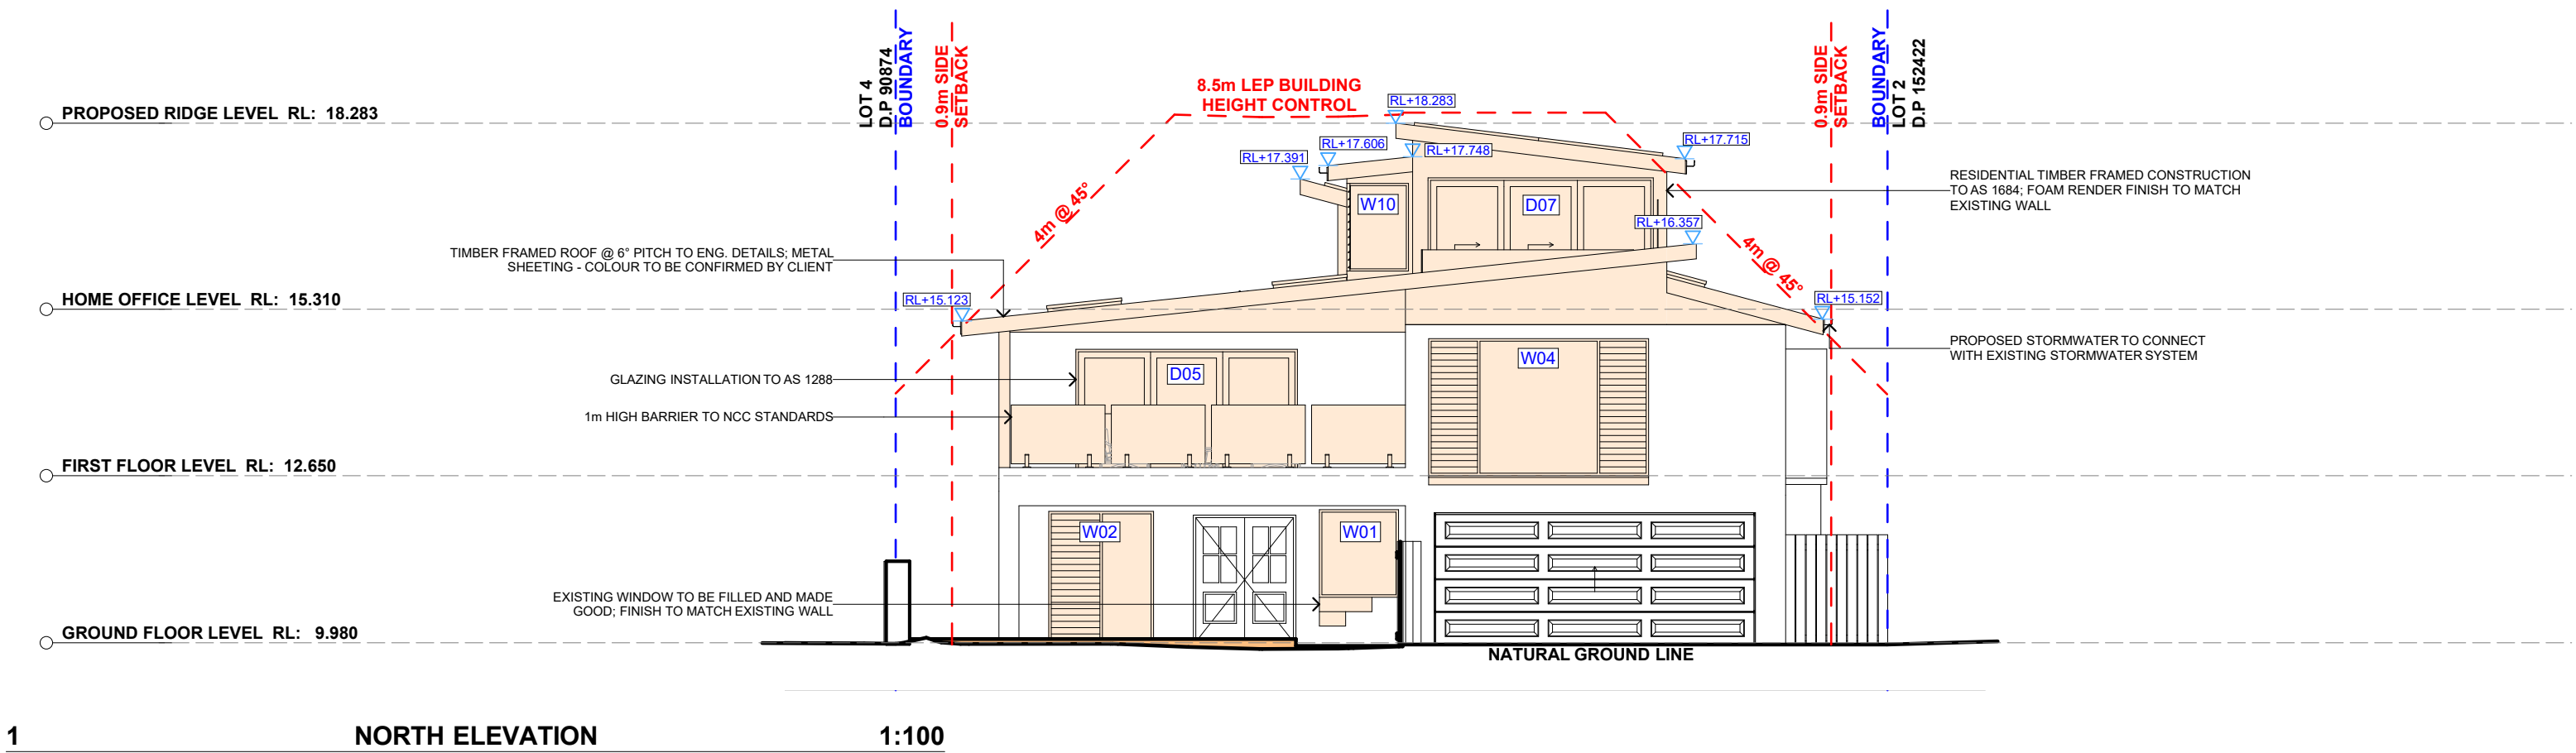 LOT 4
D.P 90874
BOUNDARY
0.9m SIDE
SETBACK
8.5m LEP BUILDING
HEIGHT CONTROL
0.9m SIDE
SETBACK
BOUNDARY
LOT 2
D.P 152422
PROPOSED RIDGE LEVEL RL: 18.283
RL+18.283
RL+17.606
RL+17.748
RL+17.715
RL+17.391
RESIDENTIAL TIMBER FRAMED CONSTRUCTION
TO AS 1684; FOAM RENDER FINISH TO MATCH
EXISTING WALL
W10
D07
4m @ 45°
RL+16.357
TIMBER FRAMED ROOF @ 6° PITCH TO ENG. DETAILS; METAL
SHEETING - COLOUR TO BE CONFIRMED BY CLIENT
4m @ 45°
HOME OFFICE LEVEL RL: 15.310
RL+15.123
RL+15.152
PROPOSED STORMWATER TO CONNECT
WITH EXISTING STORMWATER SYSTEM
W04
D05
GLAZING INSTALLATION TO AS 1288
1m HIGH BARRIER TO NCC STANDARDS
FIRST FLOOR LEVEL RL: 12.650
W02
W01
EXISTING WINDOW TO BE FILLED AND MADE
GOOD; FINISH TO MATCH EXISTING WALL
GROUND FLOOR LEVEL RL: 9.980
NATURAL GROUND LINE
1 NORTH ELEVATION 1:100